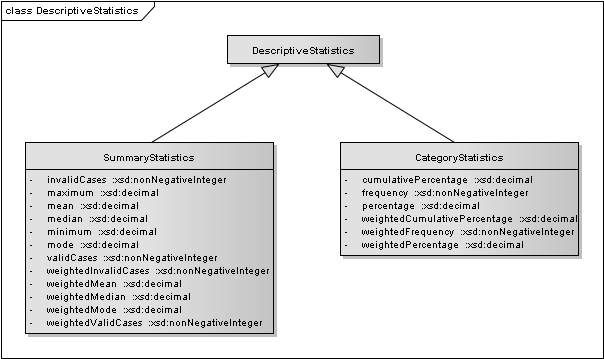 class DescriptiveStatistics
DescriptiveStatistics
SummaryStatistics
- invalidCases :xsd:nonNegativeInteger
- maximum :xsd:decimal
- mean :xsd:decimal
- median :xsd:decimal
- minimum :xsd:decimal
- mode :xsd:decimal
- validCases :xsd:nonNegativeInteger
- weightedInvalidCases :xsd:nonNegativeInteger
- weightedMean :xsd:decimal
- weightedMedian :xsd:decimal
- weightedMode :xsd:decimal
- weightedValidCases :xsd:nonNegativeInteger
CategoryStatistics
- cumulativePercentage :xsd:decimal
- frequency :xsd:nonNegativeInteger
- percentage :xsd:decimal
- weightedCumulativePercentage :xsd:decimal
- weightedFrequency :xsd:nonNegativeInteger
- weightedPercentage :xsd:decimal